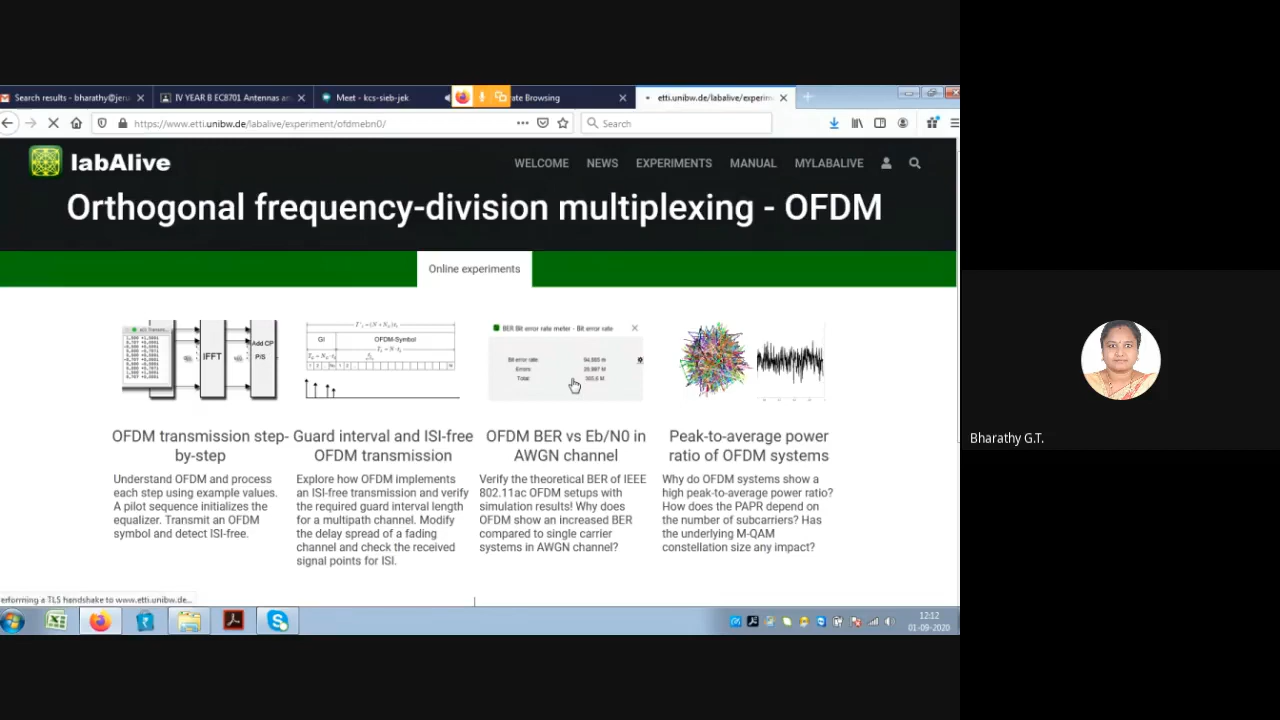 Search results - bharathy@jeru
IV YEAR B EC8701 Antennas an
Meet - kcs-sieb-jek
ate Browsing
etti.unibw.de/labalive/experim
https://www.etti.unibw.de/labalive/experiment/ofdmebn0/
Search
labAlive
WELCOME NEWS EXPERIMENTS MANUAL MYLABALIVE
Orthogonal frequency-division multiplexing - OFDM
Online experiments
IFFT
Add CP
P/S
GI OFDM-Symbol
BER Bit error rate meter - Bit error rate
Bit error rate
Errors
Total
OFDM transmission step-
by-step
Understand OFDM and process
each step using example values.
A pilot sequence initializes the
equalizer. Transmit an OFDM
symbol and detect ISI-free.
Guard interval and ISI-free
OFDM transmission
Explore how OFDM implements
an ISI-free transmission and verify
the required guard interval length
for a multipath channel. Modify
the delay spread of a fading
channel and check the received
signal points for ISI.
OFDM BER vs Eb/N0 in
AWGN channel
Verify the theoretical BER of IEEE
802.11ac OFDM setups with
simulation results! Why does
OFDM show an increased BER
compared to single carrier
systems in AWGN channel?
Peak-to-average power
ratio of OFDM systems
Why do OFDM systems show a
high peak-to-average power ratio?
How does the PAPR depend on
the number of subcarriers? Has
the underlying M-QAM
constellation size any impact?
erforming a TLS handshake to www.etti.unibw.de...
12:12
01-09-2020
Bharathy G.T.